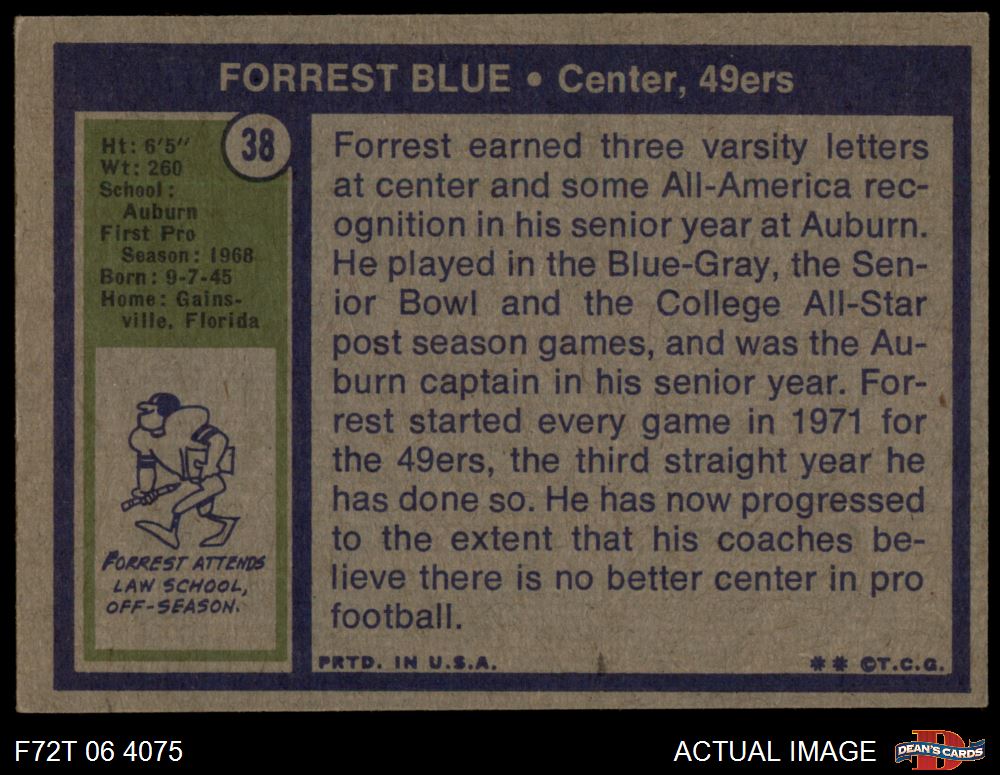 FORREST BLUE • Center, 49ers
38
Ht: 6'5"
Wt: 260
School:
Auburn
First Pro
Season: 1968
Born: 9-7-45
Home: Gains-
ville, Florida
FORREST ATTENDS
LAW SCHOOL,
OFF-SEASON.
Forrest earned three varsity letters
at center and some All-America rec-
ognition in his senior year at Auburn.
He played in the Blue-Gray, the Sen-
ior Bowl and the College All-Star
post season games, and was the Au-
burn captain in his senior year. For-
rest started every game in 1971 for
the 49ers, the third straight year he
has done so. He has now progressed
to the extent that his coaches be-
lieve there is no better center in pro
football.
PRTD. IN U.S.A.
** ©T.C.G.
F72T 06 4075
ACTUAL IMAGE
D
DEAN'S CARDS